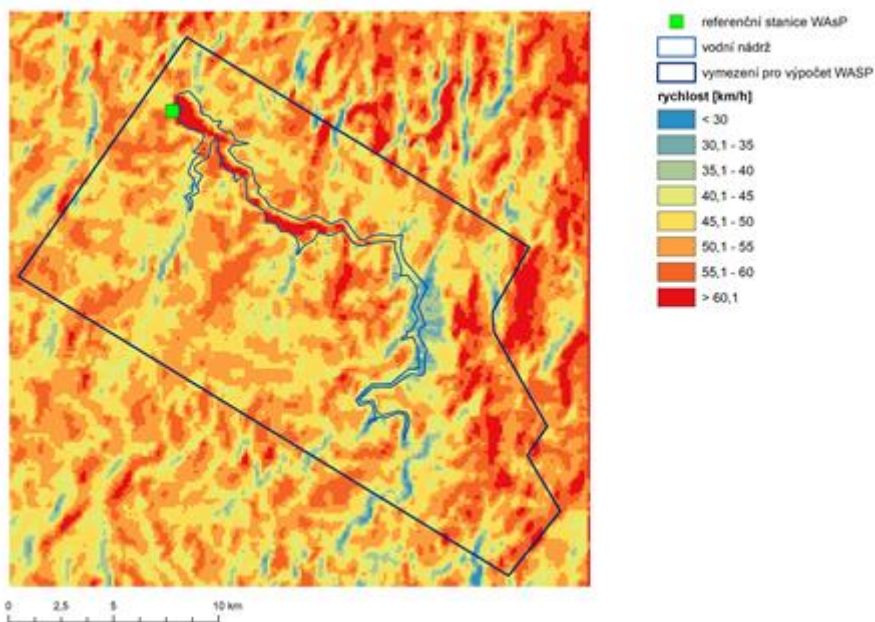 referenční stanice WAsP
vodní nádrž
vymezení pro výpočet WASP
rychlost [km/h]
< 30
30,1 - 35
35,1 - 40
40,1 - 45
45,1 - 50
50,1 - 55
55,1 - 60
> 60,1
0 2,5 5 10 km